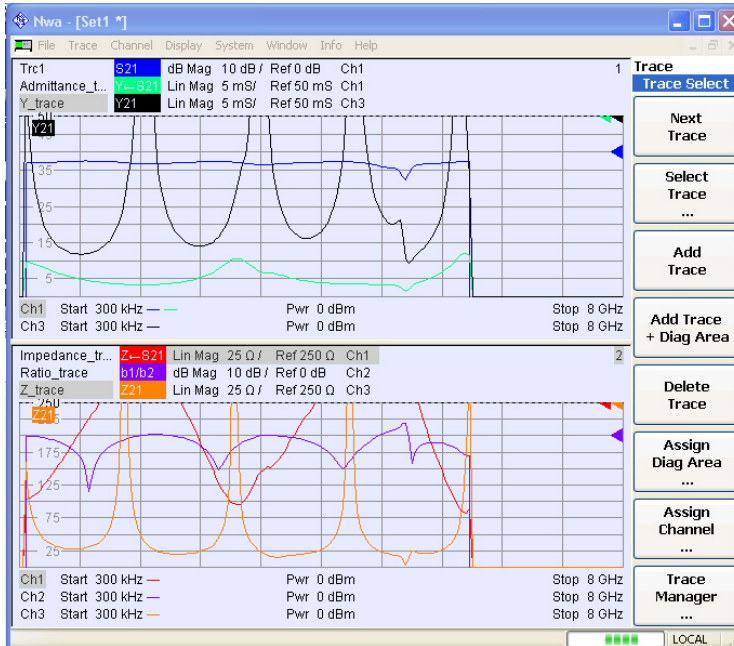 Nwa - [Set1 *]
File Trace Channel Display System Window Info Help
Trc1 S21 dB Mag 10 dB / Ref 0 dB Ch1 1
Admittance_t... Y←S21 Lin Mag 5 mS/ Ref 50 mS Ch1
Y_trace Y21 Lin Mag 5 mS/ Ref 50 mS Ch3
50
Y21
45
35
25
15
5
Ch1 Start 300 kHz Pwr 0 dBm Stop 8 GHz
Ch3 Start 300 kHz Pwr 0 dBm Stop 8 GHz
Impedance_tr... Z←S21 Lin Mag 25 Ω / Ref 250 Ω Ch1 2
Ratio_trace b1/b2 dB Mag 10 dB / Ref 0 dB Ch2
Z_trace Z21 Lin Mag 25 Ω / Ref 250 Ω Ch3
250
Z21
225
175
125
75
25
Ch1 Start 300 kHz Pwr 0 dBm Stop 8 GHz
Ch2 Start 300 kHz Pwr 0 dBm Stop 8 GHz
Ch3 Start 300 kHz Pwr 0 dBm Stop 8 GHz
Trace
Trace Select
Next
Trace
Select
Trace
...
Add
Trace
Add Trace
+ Diag Area
Delete
Trace
Assign
Diag Area
...
Assign
Channel
...
Trace
Manager
...
LOCAL